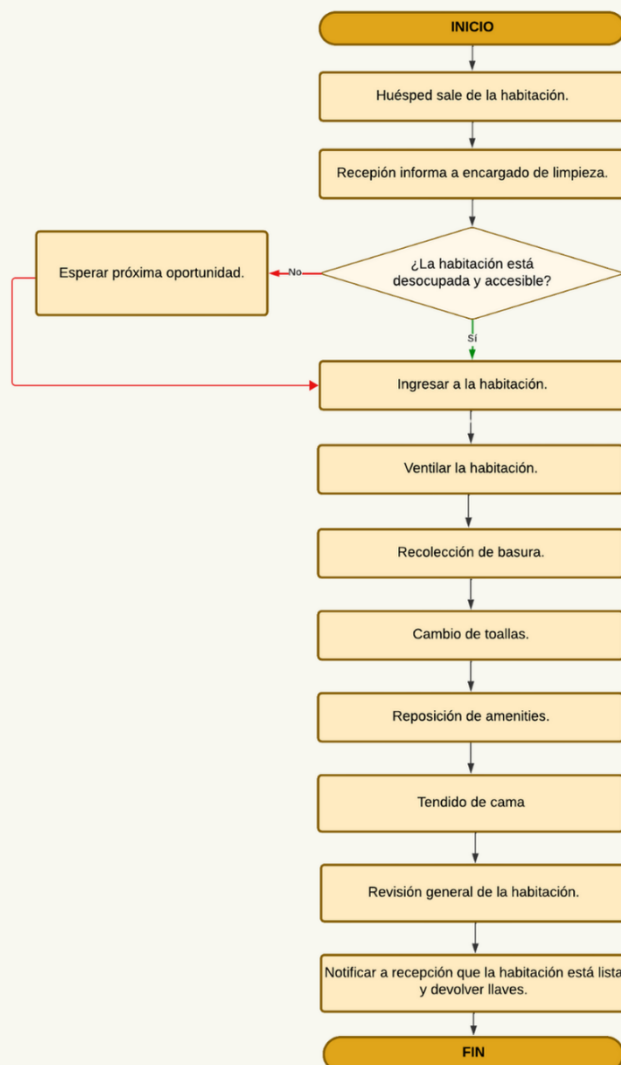 INICIO
Huésped sale de la habitación.
Recepión informa a encargado de limpieza.
¿La habitación está
desocupada y accesible?
No
Esperar próxima oportunidad.
Sí
Ingresar a la habitación.
Ventilar la habitación.
Recolección de basura.
Cambio de toallas.
Reposición de amenities.
Tendido de cama
Revisión general de la habitación.
Notificar a recepción que la habitación está lista
y devolver llaves.
FIN